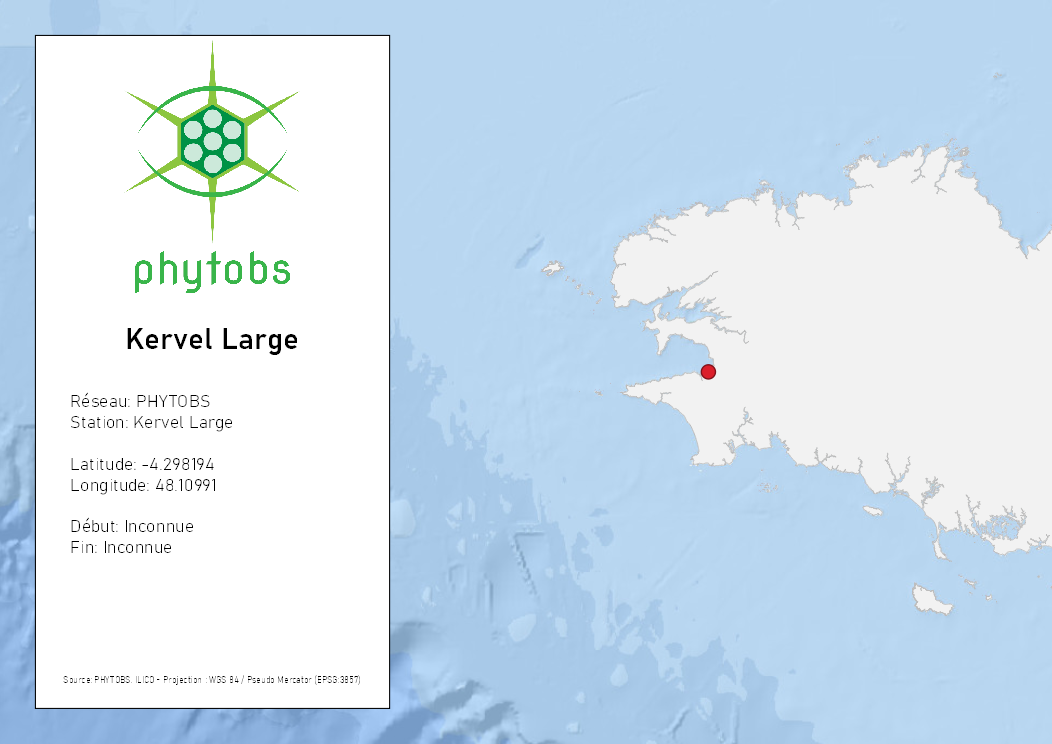 phytobs
Kervel Large
Réseau: PHYTOBS
Station: Kervel Large
Latitude: -4.298194
Longitude: 48.10991
Début: Inconnue
Fin: Inconnue
Source: PHYTOBS, ILICO - Projection : WGS 84 / Pseudo Mercator (EPSG:3857)